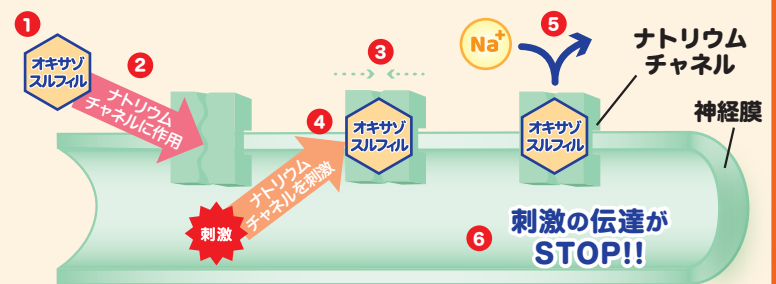 1
オキサゾ
スルフィル
2
ナトリウム
チャネルに作用
刺激
ナトリウム
チャネルを刺激
3
4
オキサゾ
スルフィル
Na+
5
オキサゾ
スルフィル
ナトリウム
チャネル
神経膜
6
刺激の伝達が
STOP!!